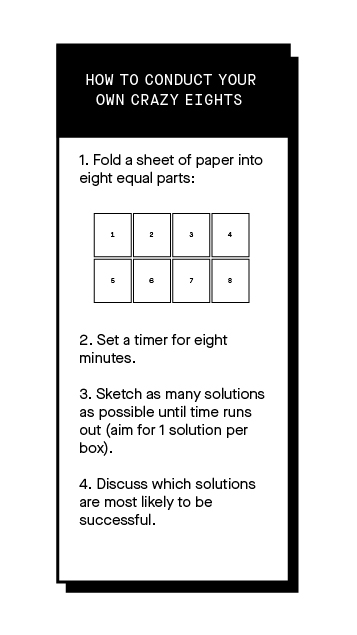 HOW TO CONDUCT YOUR
OWN CRAZY EIGHTS
1. Fold a sheet of paper into
eight equal parts:
1 2 3 4
5 6 7 8
2. Set a timer for eight
minutes.
3. Sketch as many solutions
as possible until time runs
out (aim for 1 solution per
box).
4. Discuss which solutions
are most likely to be
successful.